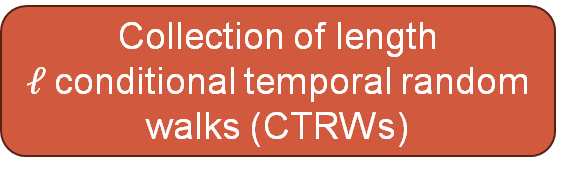 Collection of length
ℓ conditional temporal random
walks (CTRWs)